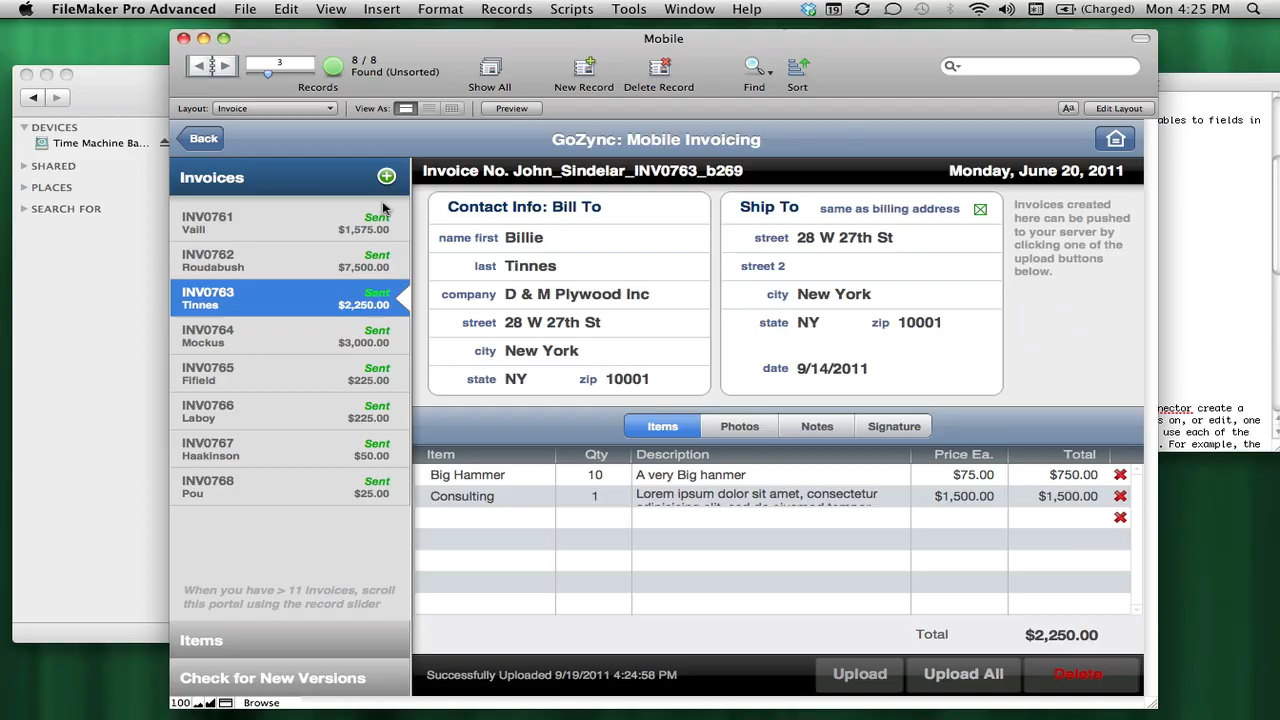 FileMaker Pro Advanced File Edit View Insert Format Records Scripts Tools Window Help 19 (Charged) Mon 4:25 PM
Mobile
3 8 / 8
Found (Unsorted)
Records Show All New Record Delete Record Find Sort
Layout: Invoice View As: Preview Aa Edit Layout
Back GoZync: Mobile Invoicing
DEVICES
Time Machine Ba...
SHARED
PLACES
SEARCH FOR
Invoices
INV0761 Sent
Vaill $1,575.00
INV0762 Sent
Roudabush $7,500.00
INV0763 Sent
Tinnes $2,250.00
INV0764 Sent
Mockus $3,000.00
INV0765 Sent
Fifield $225.00
INV0766 Sent
Laboy $225.00
INV0767 Sent
Haakinson $50.00
INV0768 Sent
Pou $25.00
When you have > 11 invoices, scroll
this portal using the record slider
Items
Check for New Versions
Invoice No. John_Sindelar_INV0763_b269 Monday, June 20, 2011
Contact Info: Bill To
name first Billie
last Tinnes
company D & M Plywood Inc
street 28 W 27th St
city New York
state NY zip 10001
Ship To same as billing address
street 28 W 27th St
street 2
city New York
state NY zip 10001
date 9/14/2011
Invoices created
here can be pushed
to your server by
clicking one of the
upload buttons
below.
Items Photos Notes Signature
Item Qty Description Price Ea. Total
Big Hammer 10 A very Big hanmer $75.00 $750.00
Consulting 1 Lorem ipsum dolor sit amet, consectetur $1,500.00 $1,500.00
Total $2,250.00
Successfully Uploaded 9/19/2011 4:24:58 PM Upload Upload All Delete
100 Browse
ables to fields in
nector create a
s on, or edit, one
use each of the
. For example, the